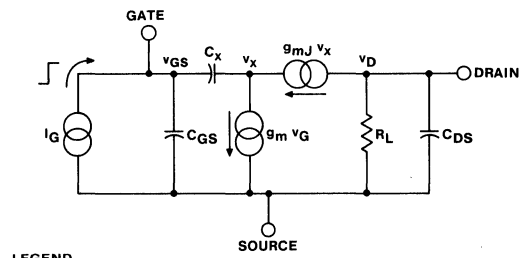 GATE
vGS
Cx
vx
gmJ vx
vD
DRAIN
IG
CGS
gm vG
RL
CDS
SOURCE
LEGEND